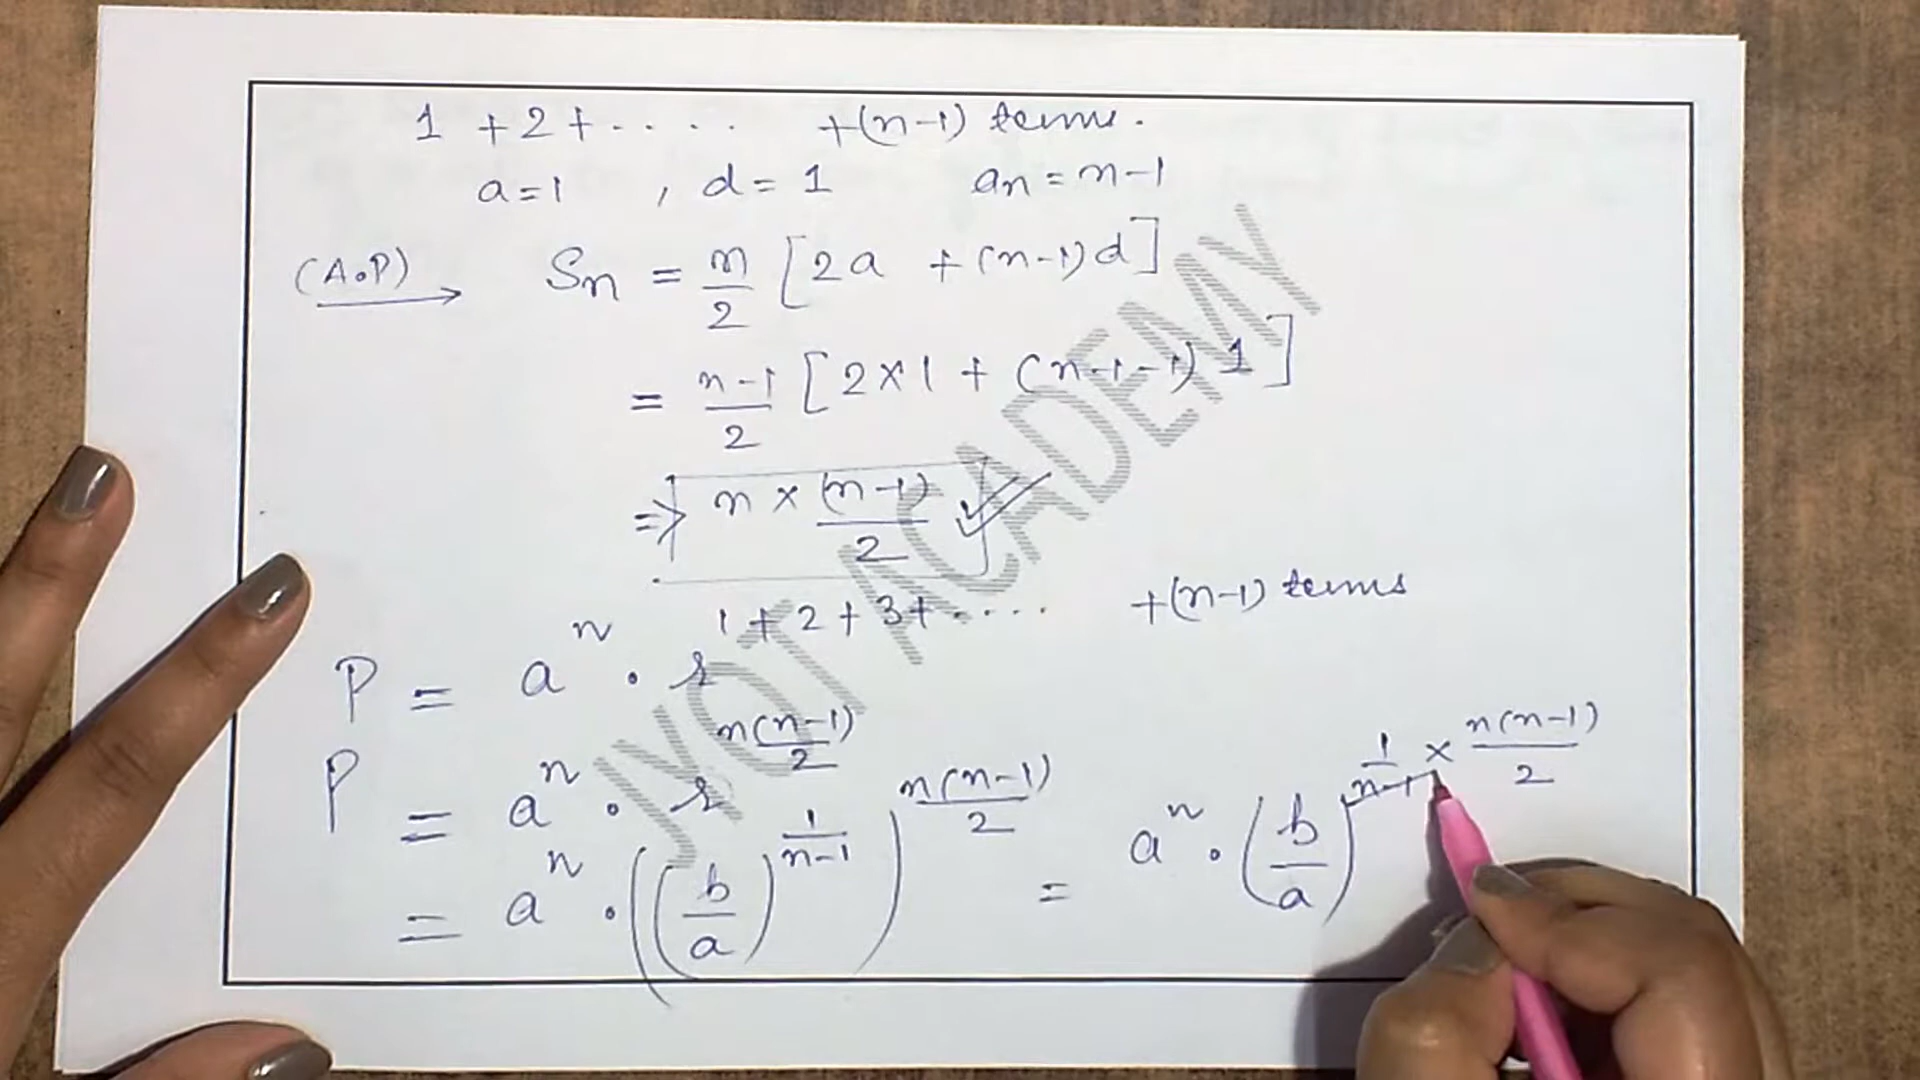 1 + 2 + . . . . +(n-1) terms.
a=1 , d= 1 an = n-1
(A.P) → Sn = n/2 [2a + (n-1)d]
= n-1/2 [2×1 + (n-1-1) 1]
=> n × (n-1)/2 ✓
1 + 2 + 3 + . . . . +(n-1) terms
P = a^n . r
P = a^n . r^n(n-1)/2
= a^n . ((b/a)^1/n-1)^n(n-1)/2 = a^n . (b/a)^1/n-1 × n(n-1)/2
JYOT ACADEMY